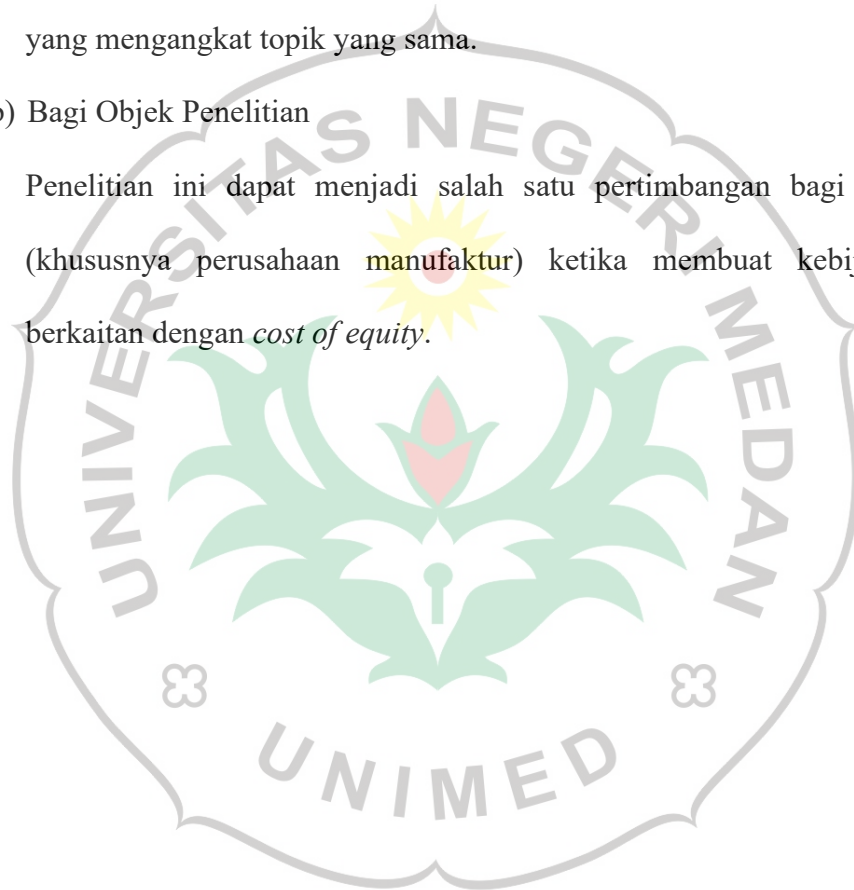 yang mengangkat topik yang sama.
) Bagi Objek Penelitian
Penelitian ini dapat menjadi salah satu pertimbangan bagi
(khususnya perusahaan manufaktur) ketika membuat
berkaitan dengan cost of equity.
UNIVERSITAS NEGERI MEDAN
UNIMED